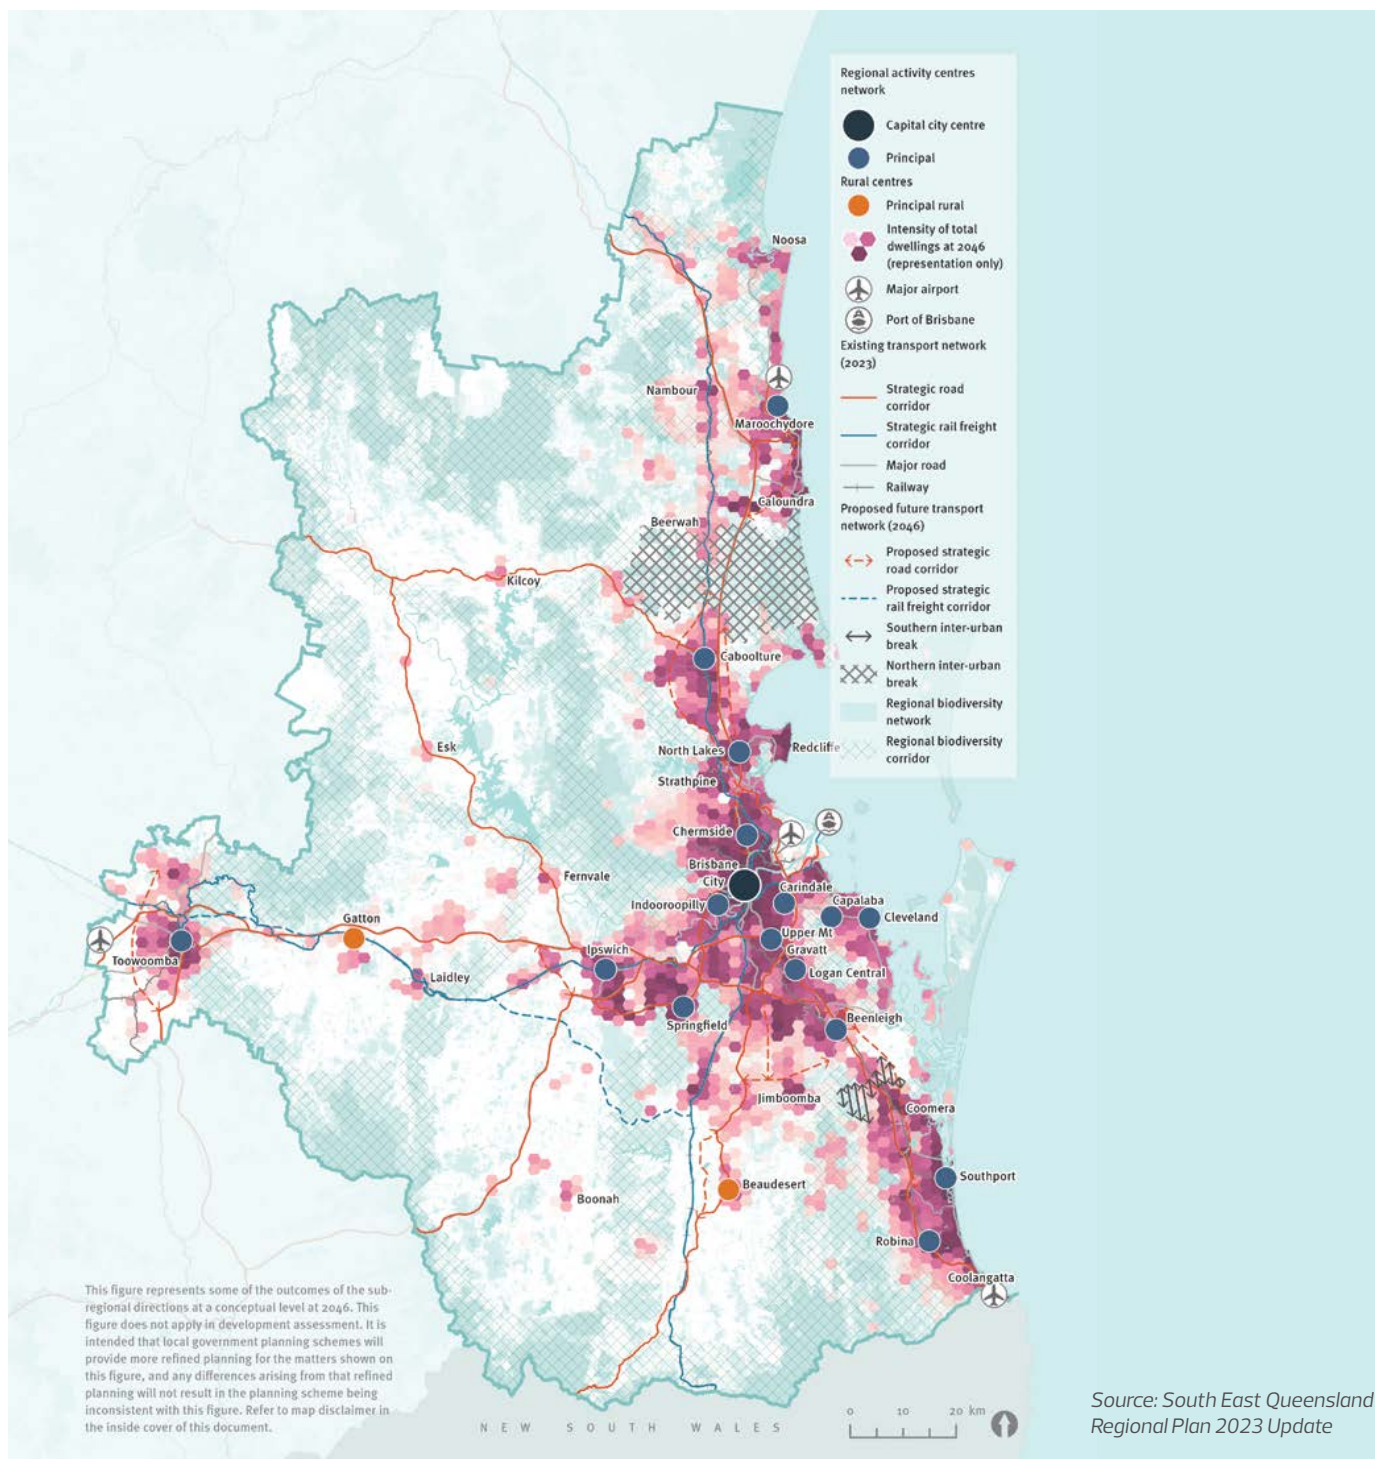 Regional activity centres
network
Capital city centre
Principal
Rural centres
Principal rural
Intensity of total
dwellings at 2046
(representation only)
Major airport
Port of Brisbane
Existing transport network
(2023)
Strategic road
corridor
Strategic rail freight
corridor
Major road
Railway
Proposed future transport
network (2046)
Proposed strategic
road corridor
Proposed strategic
rail freight corridor
Southern inter-urban
break
Northern inter-urban
break
Regional biodiversity
network
Regional biodiversity
corridor
Noosa
Nambour
Maroochydore
Caloundra
Beerwah
Kilcoy
Caboolture
Esk
North Lakes
Redcliffe
Strathpine
Chermside
Brisbane
City
Fernvale
Carindale
Indooroopilly
Capalaba
Cleveland
Gatton
Upper Mt
Gravatt
Ipswich
Toowoomba
Laidley
Logan Central
Springfield
Beenleigh
Jimboomba
Coomera
Southport
Beaudesert
Boonah
Robina
Coolangatta
This figure represents some of the outcomes of the sub-
regional directions at a conceptual level at 2046. This
figure does not apply in development assessment. It is
intended that local government planning schemes will
provide more refined planning for the matters shown on
this figure, and any differences arising from that refined
planning will not result in the planning scheme being
inconsistent with this figure. Refer to map disclaimer in
the inside cover of this document.
NEW SOUTH WALES
0 10 20 km
Source: South East Queensland
Regional Plan 2023 Update